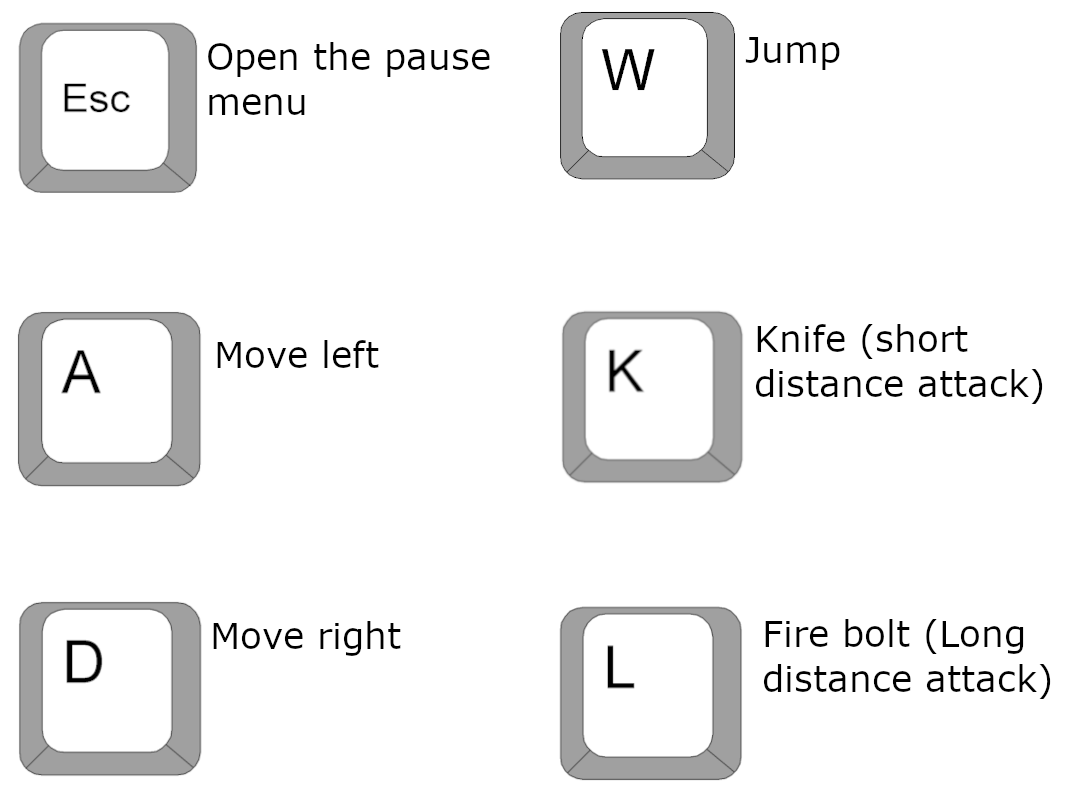 Esc
Open the pause
menu
W
Jump
A
Move left
K
Knife (short
distance attack)
D
Move right
L
Fire bolt (Long
distance attack)